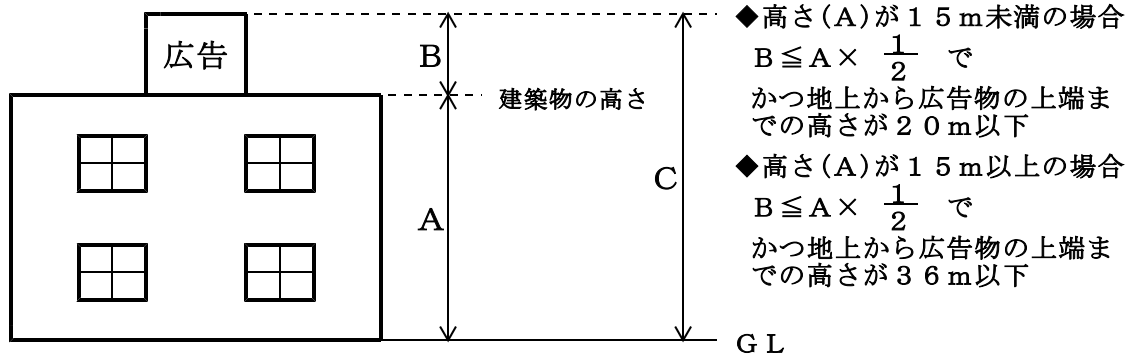 広告
B
建築物の高さ
A
C
◆高さ(A)が15m未満の場合
B≦A× 1/2 で
かつ地上から広告物の上端ま
での高さが20m以下
◆高さ(A)が15m以上の場合
B≦A× 1/2 で
かつ地上から広告物の上端ま
での高さが36m以下
GL